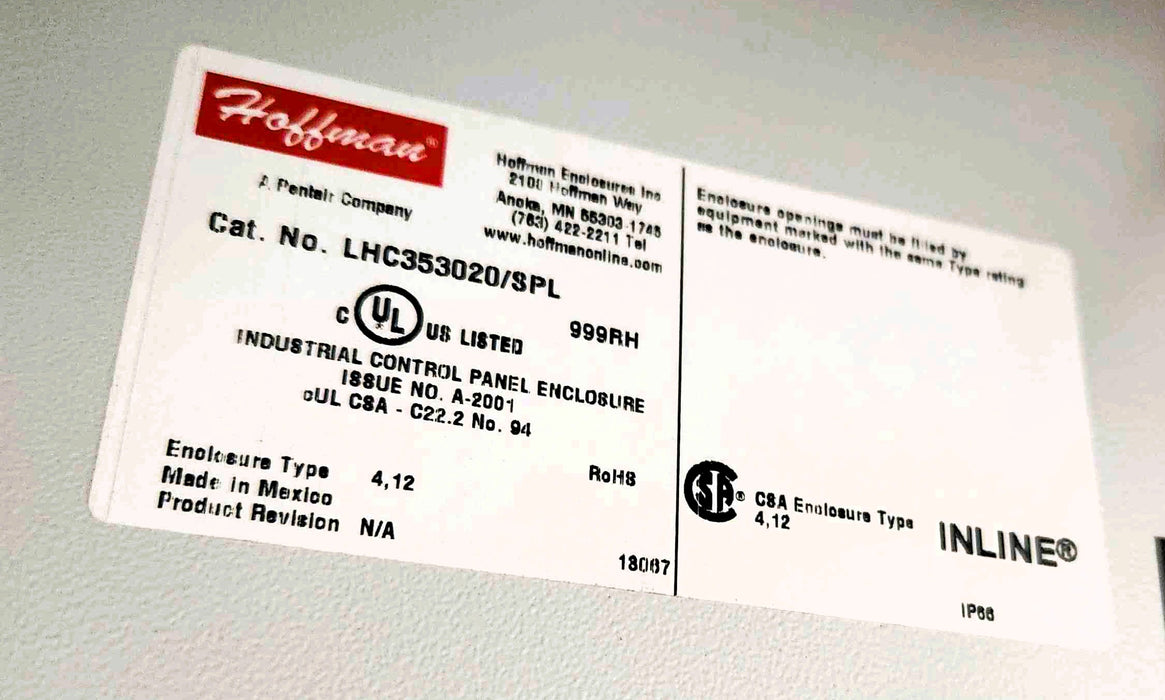 Hoffman®
A Pentair Company
Hoffman Enclosures Inc
2100 Hoffman Way
Anoka, MN 55303-1745
(763) 422-2211 Tel
www.hoffmanonline.com
Cat. No. LHC353020/SPL
C UL US LISTED
999RH
INDUSTRIAL CONTROL PANEL ENCLOSURE
ISSUE NO. A-2001
cUL CSA - C22.2 No. 94
Enclosure Type 4,12
Made in Mexico
Product Revision N/A
RoHS
18067
Enclosure openings must be filled by
equipment marked with the same Type rating
as the enclosure.
SA® CSA Enclosure Type
4,12
INLINE®
IP66